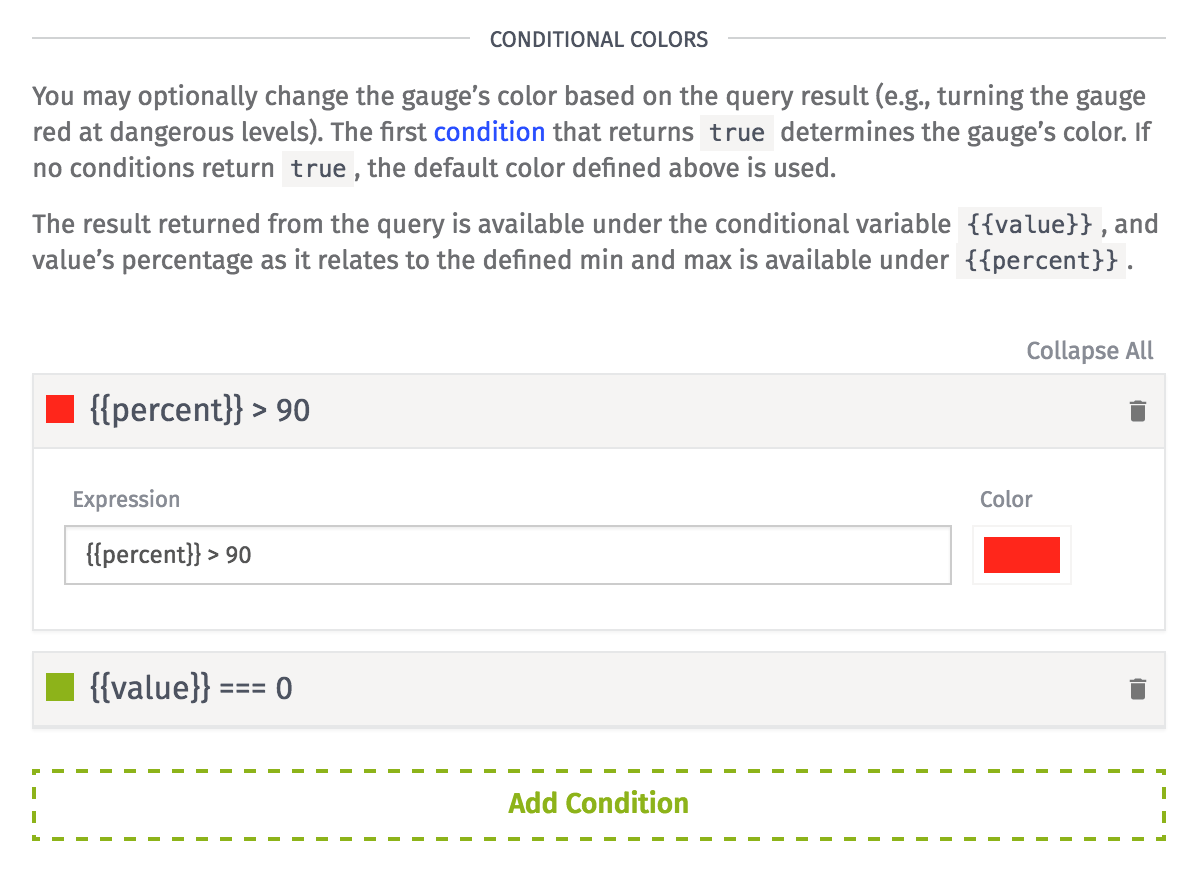 CONDITIONAL COLORS
You may optionally change the gauge’s color based on the query result (e.g., turning the gauge
red at dangerous levels). The first condition that returns true determines the gauge’s color. If
no conditions return true, the default color defined above is used.
The result returned from the query is available under the conditional variable {{value}}, and
value’s percentage as it relates to the defined min and max is available under {{percent}}.
Collapse All
{{percent}} > 90
Expression
Color
{{percent}} > 90
{{value}} === 0
Add Condition